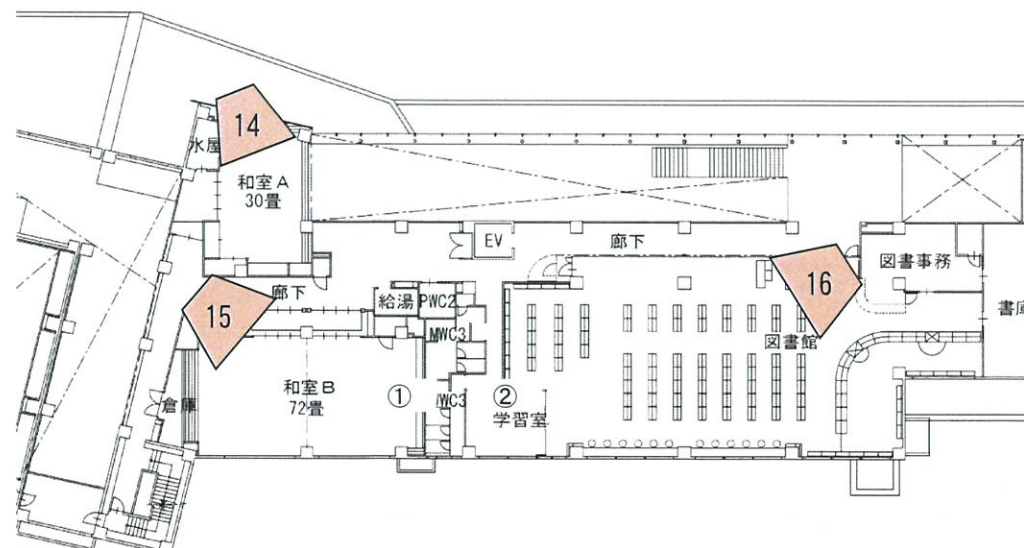 14
水屋
和室A
30畳
EV
廊下
図書事務
書庫
16
廊下
15
給湯
PWC2
MWC3
図書館
和室B
72畳
①
②
倉庫
WC3
学習室